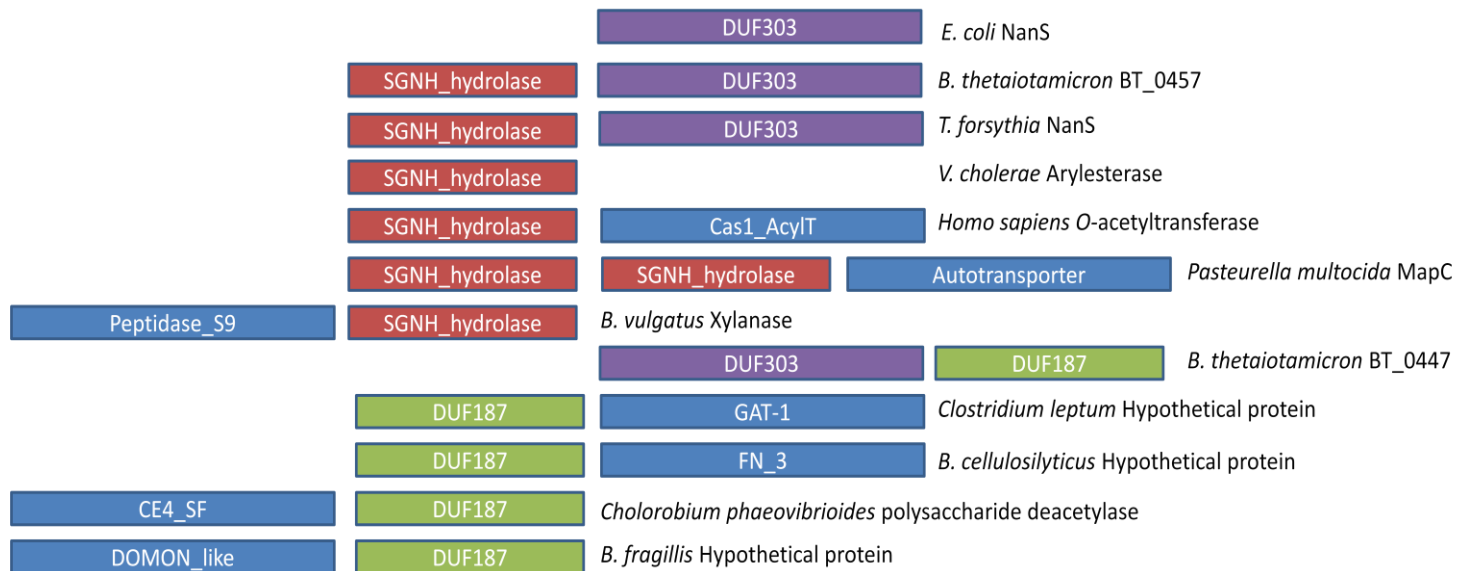 DUF303 E. coli NanS
SGNH_hydrolase DUF303 B. thetaiotamicron BT_0457
SGNH_hydrolase DUF303 T. forsythia NanS
SGNH_hydrolase V. cholerae Arylesterase
SGNH_hydrolase Cas1_AcylT Homo sapiens O-acetyltransferase
SGNH_hydrolase SGNH_hydrolase Autotransporter Pasteurella multocida MapC
Peptidase_S9 SGNH_hydrolase B. vulgatus Xylanase
DUF303 DUF187 B. thetaiotamicron BT_0447
DUF187 GAT-1 Clostridium leptum Hypothetical protein
DUF187 FN_3 B. cellulosilyticus Hypothetical protein
CE4_SF DUF187 Cholorobium phaeovibrioides polysaccharide deacetylase
DOMON_like DUF187 B. fragillis Hypothetical protein